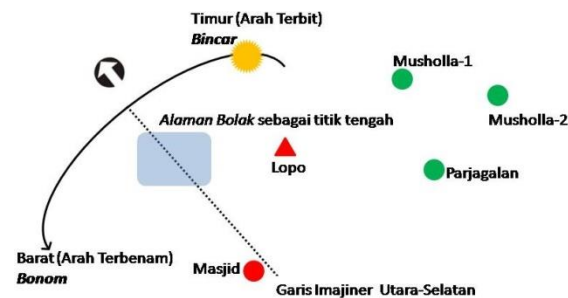 Timur (Arah Terbit)
Bincar
Musholla-1
Musholla-2
Alaman Bolak sebagai titik tengah
Lopo
Parjagalan
Barat (Arah Terbenam)
Bonom
Masjid
Garis Imajiner Utara-Selatan